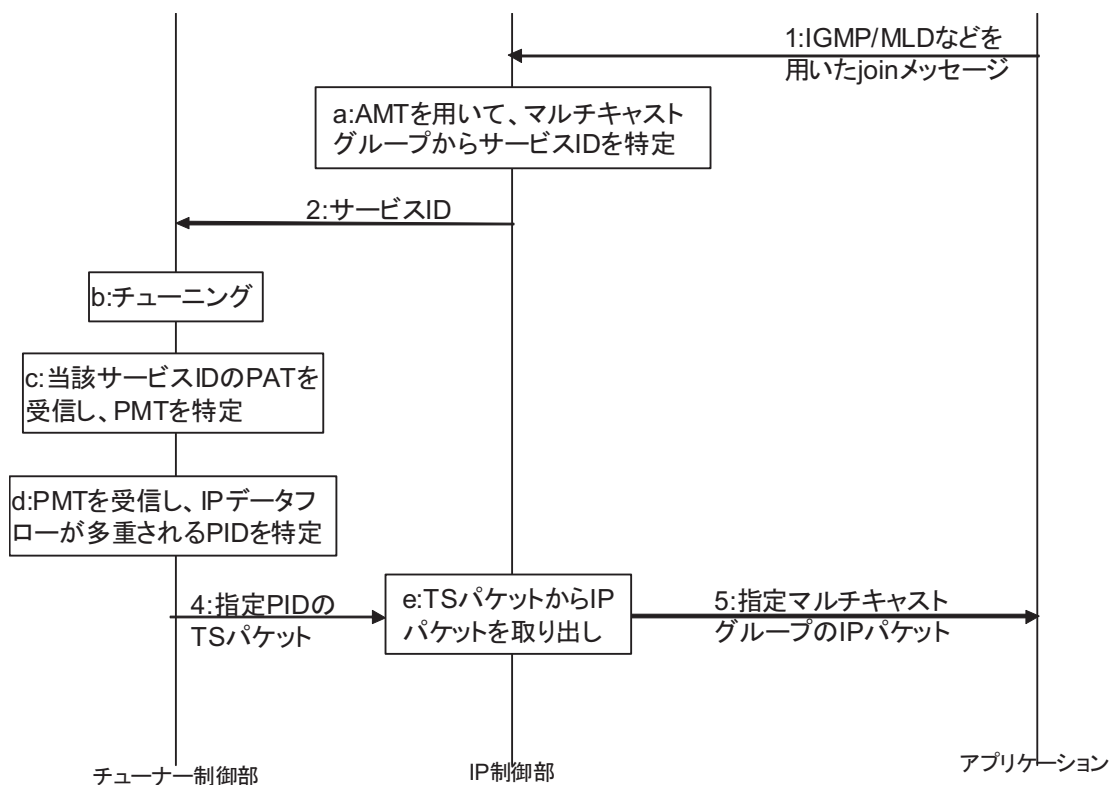 1:IGMP/MLDなどを
用いたjoinメッセージ
a:AMTを用いて、マルチキャスト
グループからサービスIDを特定
2:サービスID
b:チューニング
c:当該サービスIDのPATを
受信し、PMTを特定
d:PMTを受信し、IPデータフ
ローが多重されるPIDを特定
4:指定PIDの
TSパケット
e:TSパケットからIP
パケットを取り出し
5:指定マルチキャスト
グループのIPパケット
チューナー制御部
IP制御部
アプリケーション